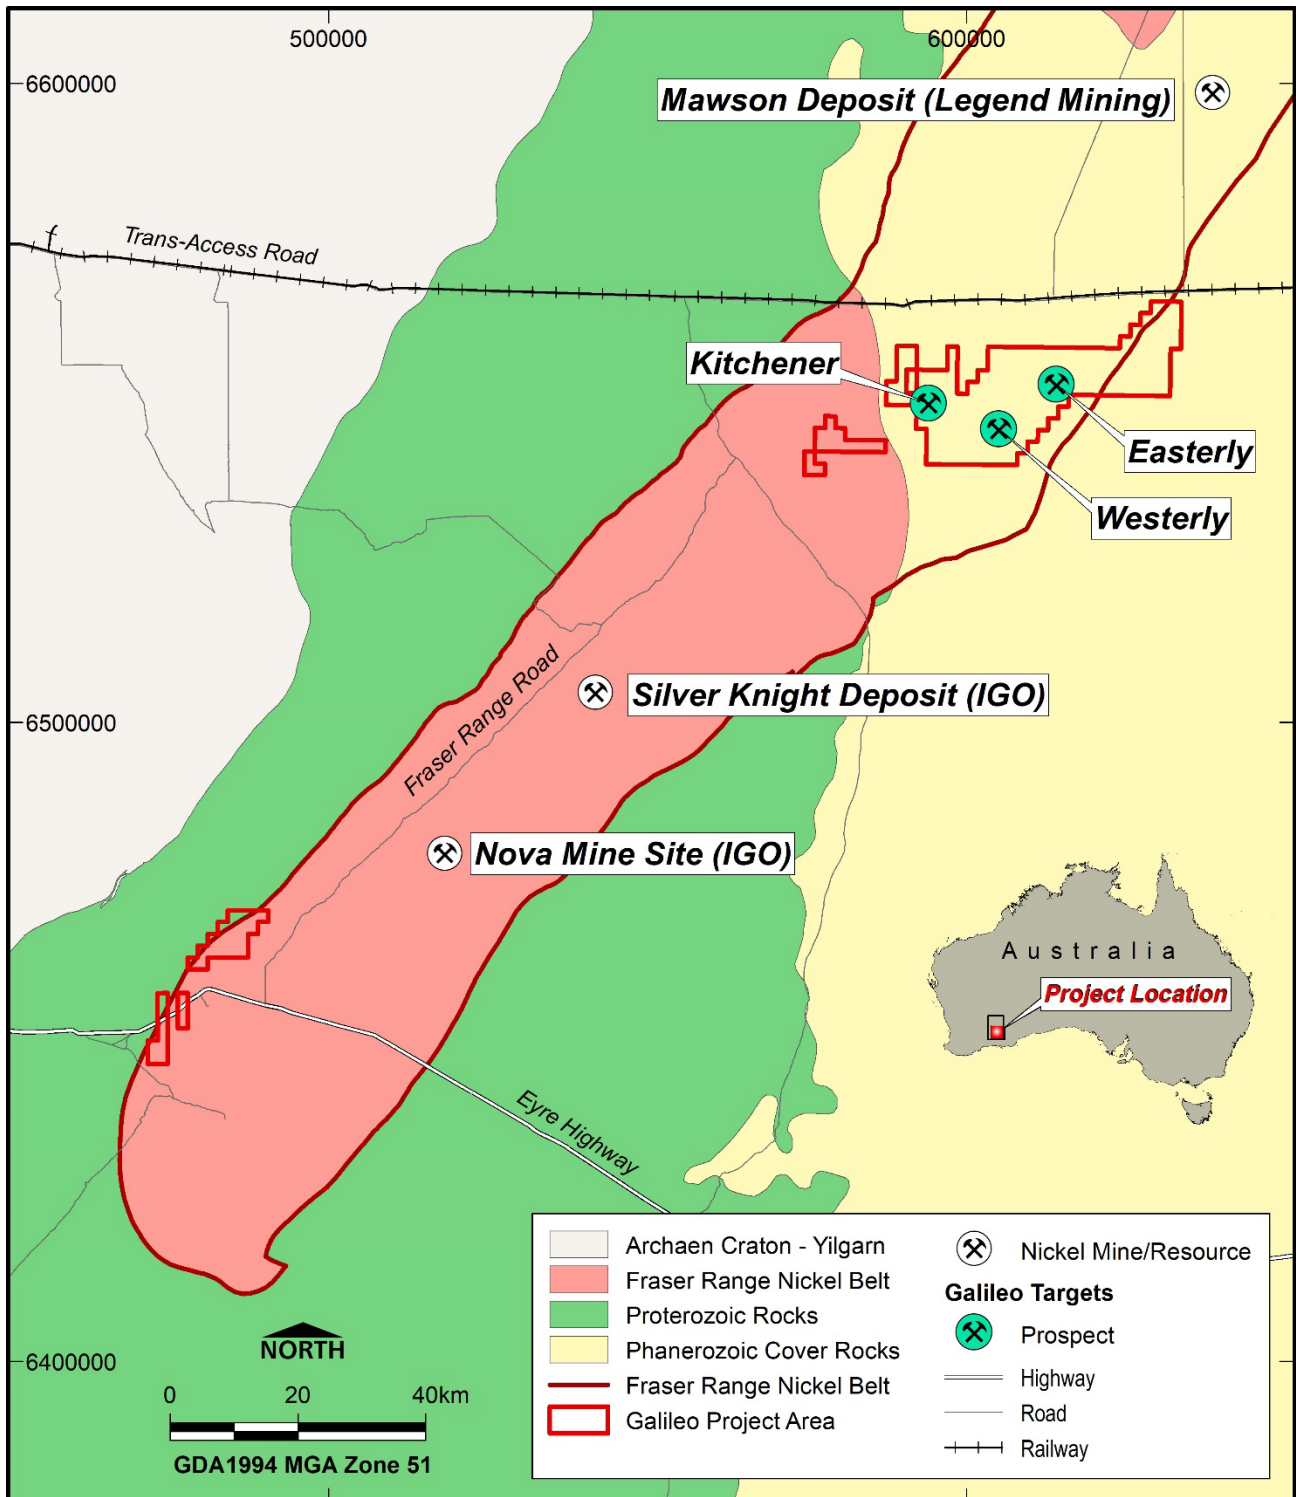 500000
600000
6600000
Mawson Deposit (Legend Mining)
Trans-Access Road
Kitchener
Easterly
Westerly
Fraser Range Road
Silver Knight Deposit (IGO)
6500000
Nova Mine Site (IGO)
Australia
Project Location
Eyre Highway
Archaen Craton - Yilgarn
Fraser Range Nickel Belt
Proterozoic Rocks
Phanerozoic Cover Rocks
Fraser Range Nickel Belt
Galileo Project Area
Nickel Mine/Resource
Galileo Targets
Prospect
Highway
Road
Railway
NORTH
6400000
0 20 40km
GDA1994 MGA Zone 51